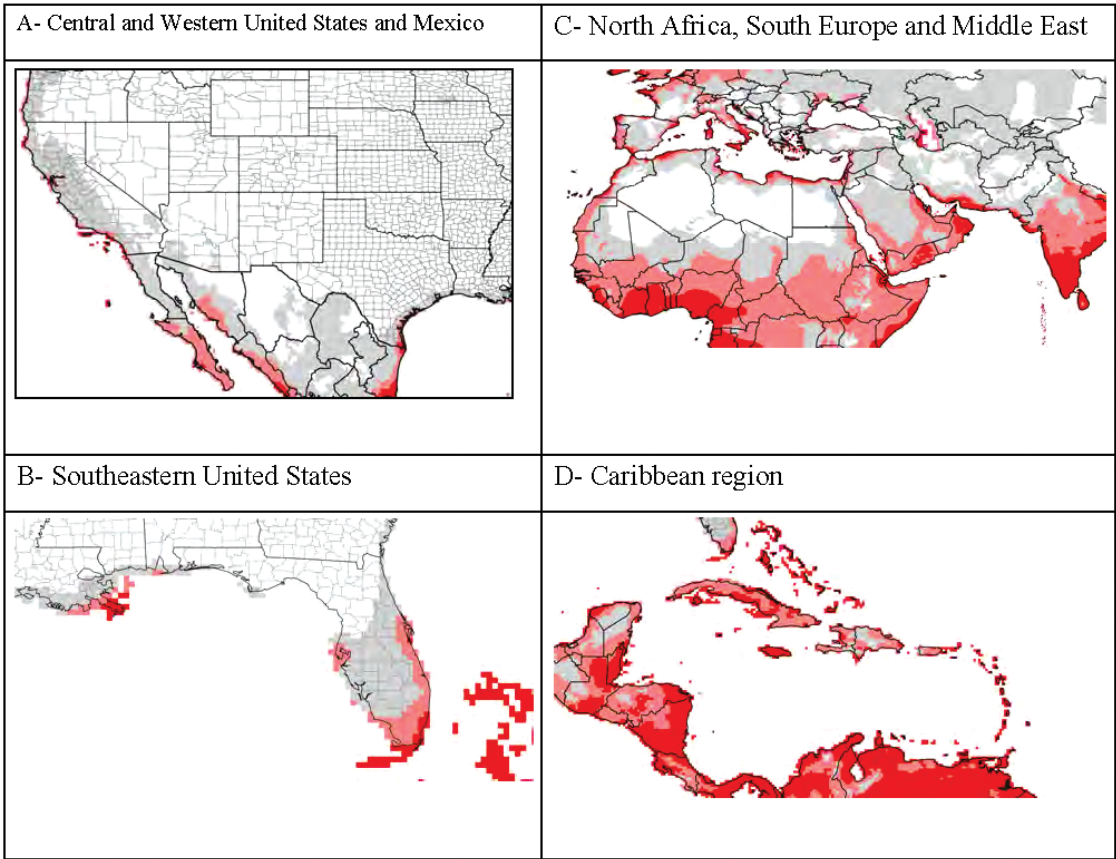 A- Central and Western United States and Mexico
C- North Africa, South Europe and Middle East
B- Southeastern United States
D- Caribbean region